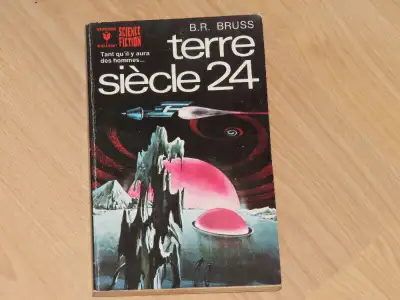 B.R. BRUSS
SCIENCE
FICTION
terre
Tant qu'il y aura
des hommes...
siècle 24